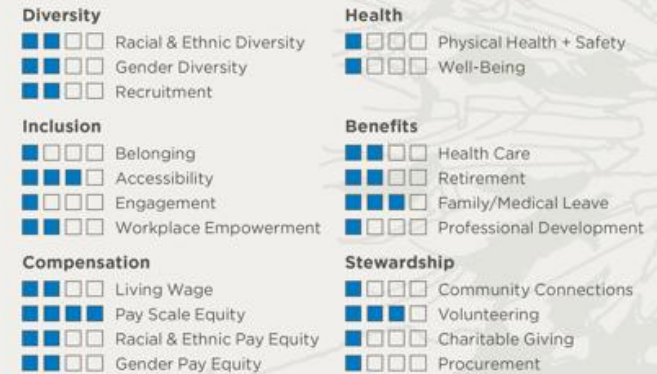 Diversity
Racial & Ethnic Diversity
Gender Diversity
Recruitment
Inclusion
Belonging
Accessibility
Engagement
Workplace Empowerment
Compensation
Living Wage
Pay Scale Equity
Racial & Ethnic Pay Equity
Gender Pay Equity
Health
Physical Health + Safety
Well-Being
Benefits
Health Care
Retirement
Family/Medical Leave
Professional Development
Stewardship
Community Connections
Volunteering
Charitable Giving
Procurement